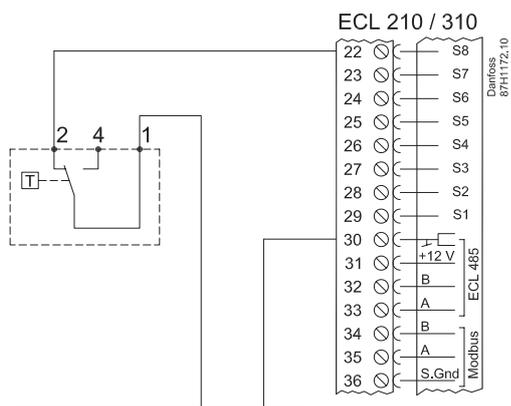 ECL 210 / 310
22 S8
23 S7
24 S6
25 S5
26 S4
27 S3
28 S2
29 S1
30
31 +12 V
32 B
33 A
34 B
35 A
36 S.Gnd
ECL 485
Modbus
Danfoss
87H1172.10
2 4 1
T